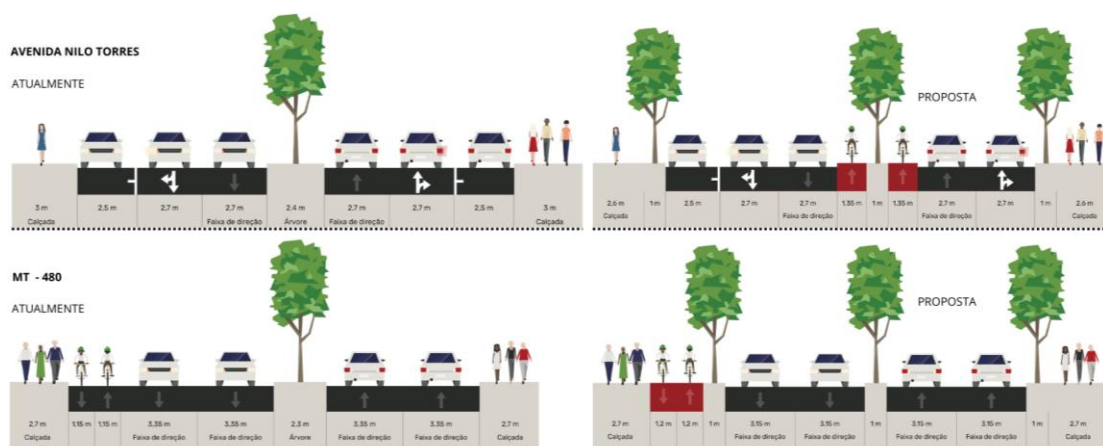 AVENIDA NILO TORRES
ATUALMENTE
3 m 2,5 m 2,7 m 2,7 m 2.4 m 2,7 m 2,7 m 2,5 m 3 m
Calçada Faixa de direção Árvore Faixa de direção Calçada
PROPOSTA
2,6 m 1 m 2.5 m 2,7 m 2.7 m 1,35 m 1 m 1,35 m 2.7 m 2,7 m 1 m 2.6 m
Calçada Faixa de direção Faixa de direção Calçada
MT - 480
ATUALMENTE
2,7 m 1,15 m 1,15 m 3,35 m 3,35 m 2.3 m 3,35 m 3,35 m 2,7 m
Calçada Faixa de direção Faixa de direção Árvore Faixa de direção Faixa de direção Calçada
PROPOSTA
2,7 m 1,2 m 1,2 m 1 m 3.15 m 3.15 m 1 m 3.15 m 3.15 m 1 m 2,7 m
Calçada Faixa de direção Faixa de direção Faixa de direção Faixa de direção Calçada